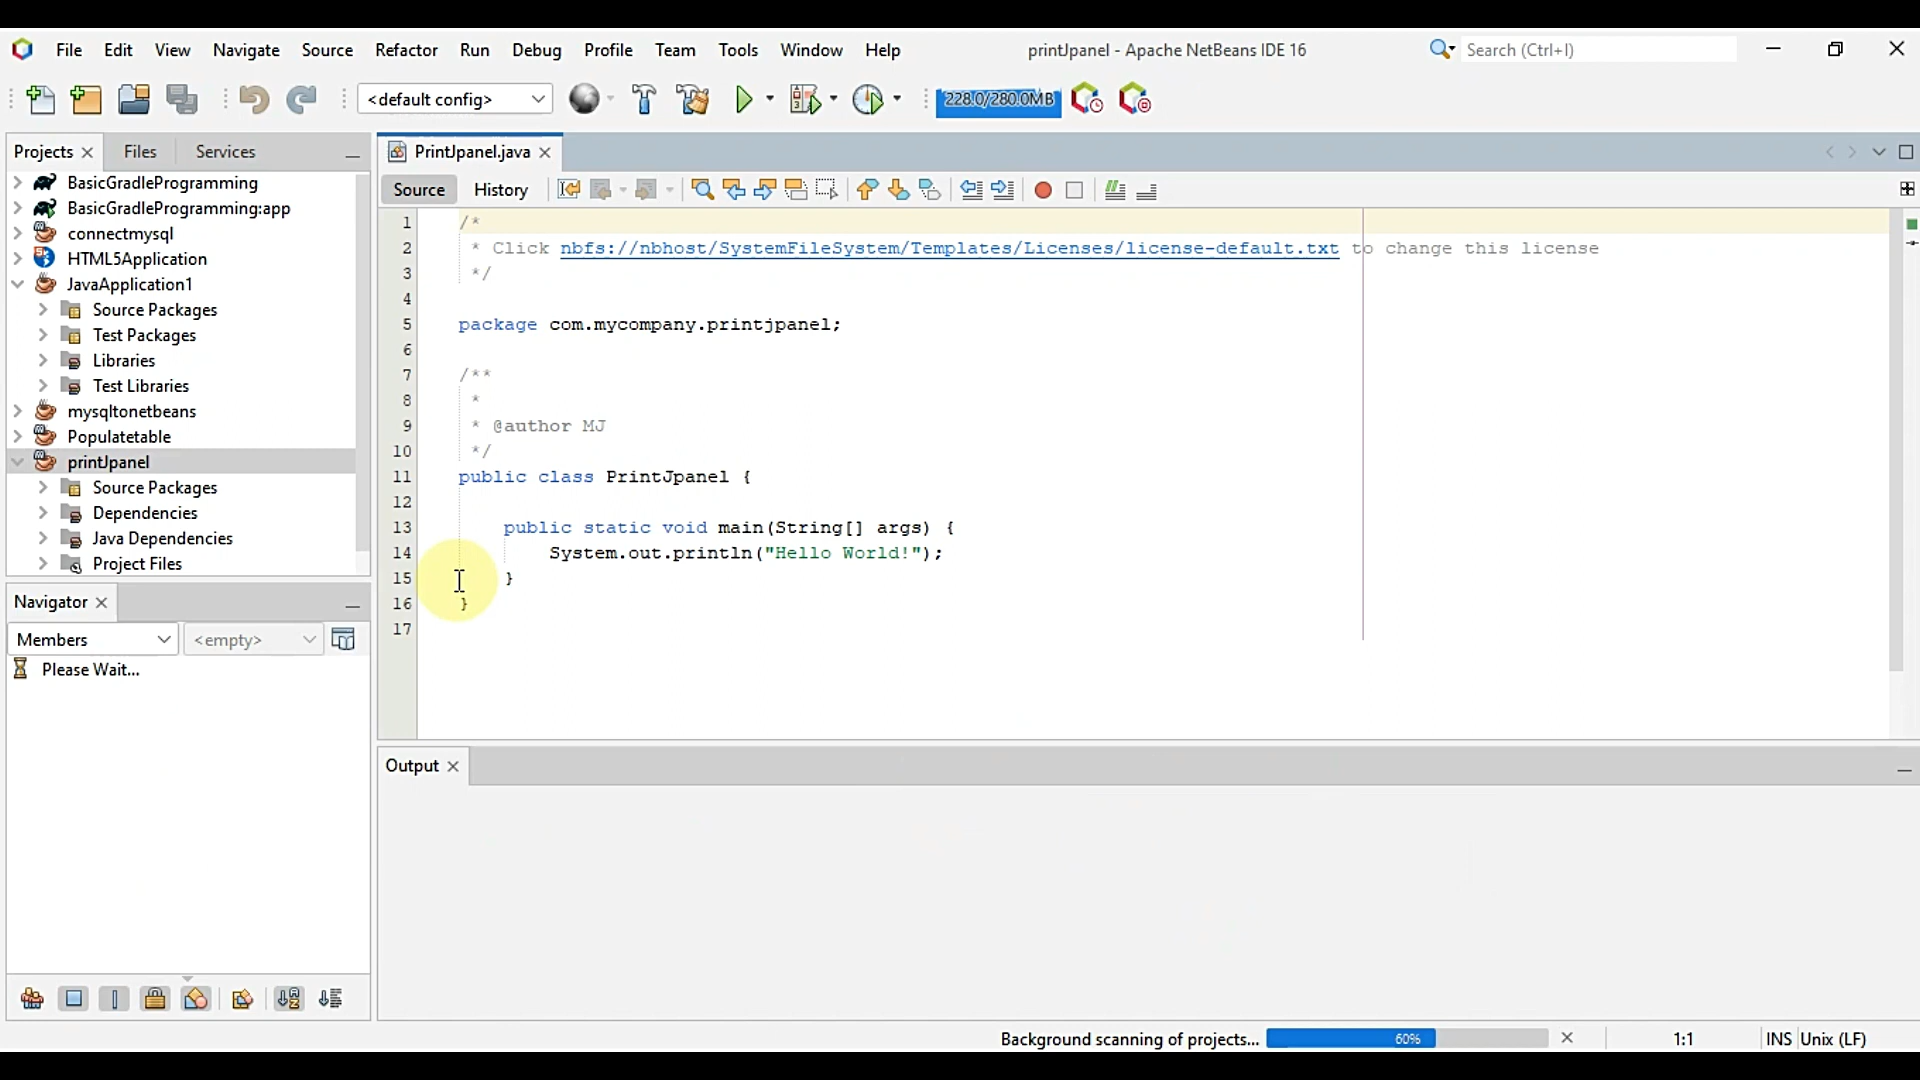 File Edit View Navigate Source Refactor Run Debug Profile Team Tools Window Help
printJpanel - Apache NetBeans IDE 16
Search (Ctrl+I)
<default config>
228.0/280.0MB
Projects
Files
Services
BasicGradleProgramming
BasicGradleProgramming:app
connectmysql
HTML5Application
JavaApplication1
Source Packages
Test Packages
Libraries
Test Libraries
mysqltonetbeans
Populatetable
printJpanel
Source Packages
Dependencies
Java Dependencies
Project Files
Navigator
Members
<empty>
Please Wait...
PrintJpanel.java
Source
History
1 /*
2 * Click nbfs://nbhost/SystemFileSystem/Templates/Licenses/license-default.txt to change this license
3 */
4
5 package com.mycompany.printjpanel;
6
7 /**
8 *
9 * @author MJ
10 */
11 public class PrintJpanel {
12
13 public static void main(String[] args) {
14 System.out.println("Hello World!");
15 }
16 }
17
Output
Background scanning of projects...
60%
1:1
INS
Unix (LF)